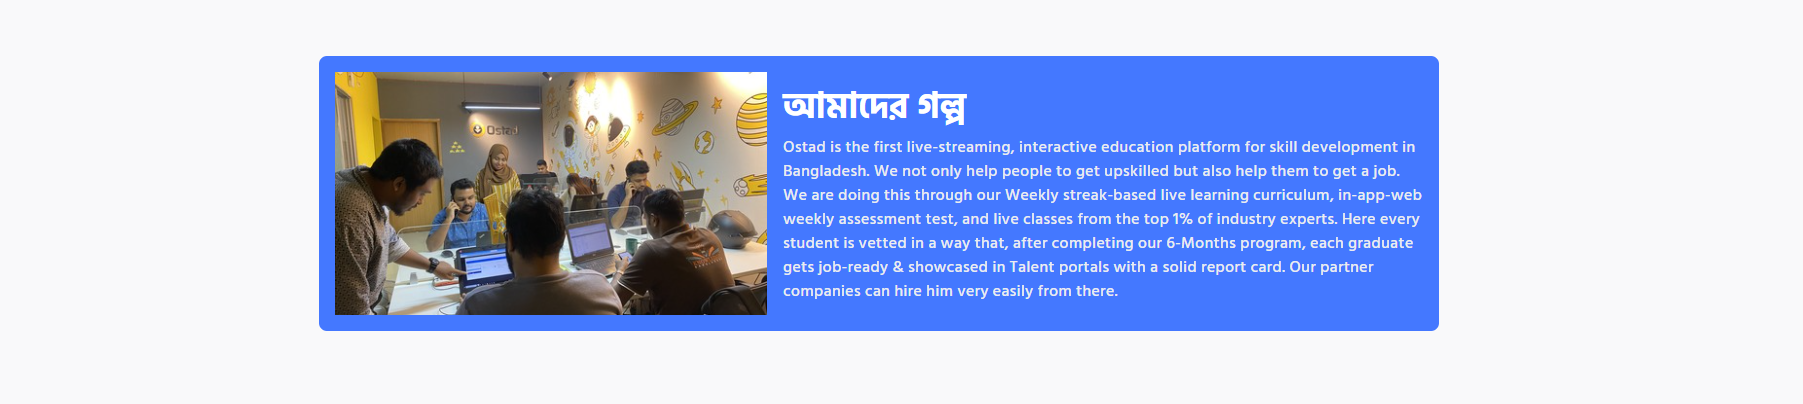 Ostad
আমাদের গল্প
Ostad is the first live-streaming, interactive education platform for skill development in
Bangladesh. We not only help people to get upskilled but also help them to get a job.
We are doing this through our Weekly streak-based live learning curriculum, in-app-web
weekly assessment test, and live classes from the top 1% of industry experts. Here every
student is vetted in a way that, after completing our 6-Months program, each graduate
gets job-ready & showcased in Talent portals with a solid report card. Our partner
companies can hire him very easily from there.